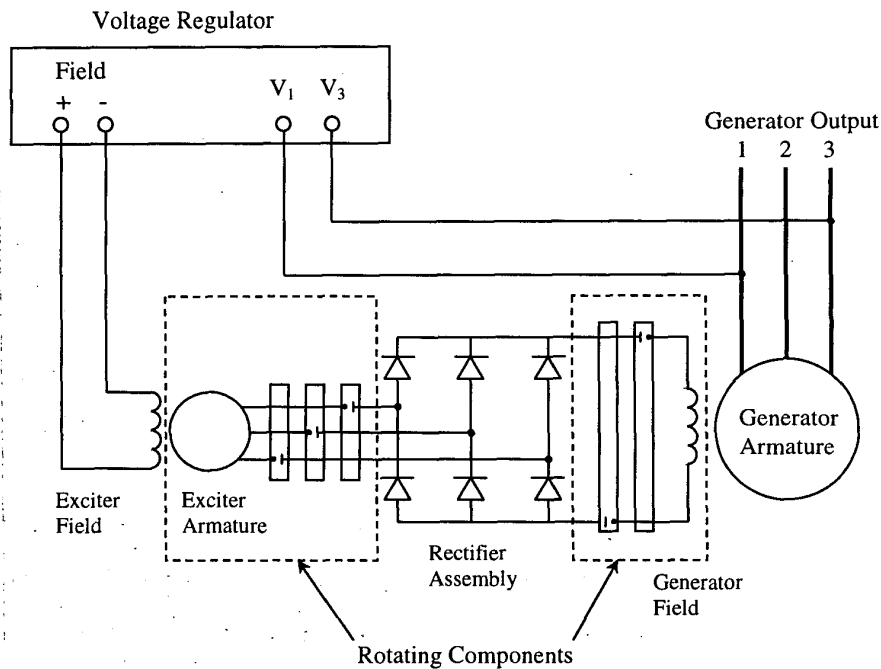 Voltage Regulator
Field
+ -
V₁ V₃
Generator Output
1 2 3
Generator
Armature
Exciter
Field
Exciter
Armature
Rectifier
Assembly
Generator
Field
Rotating Components